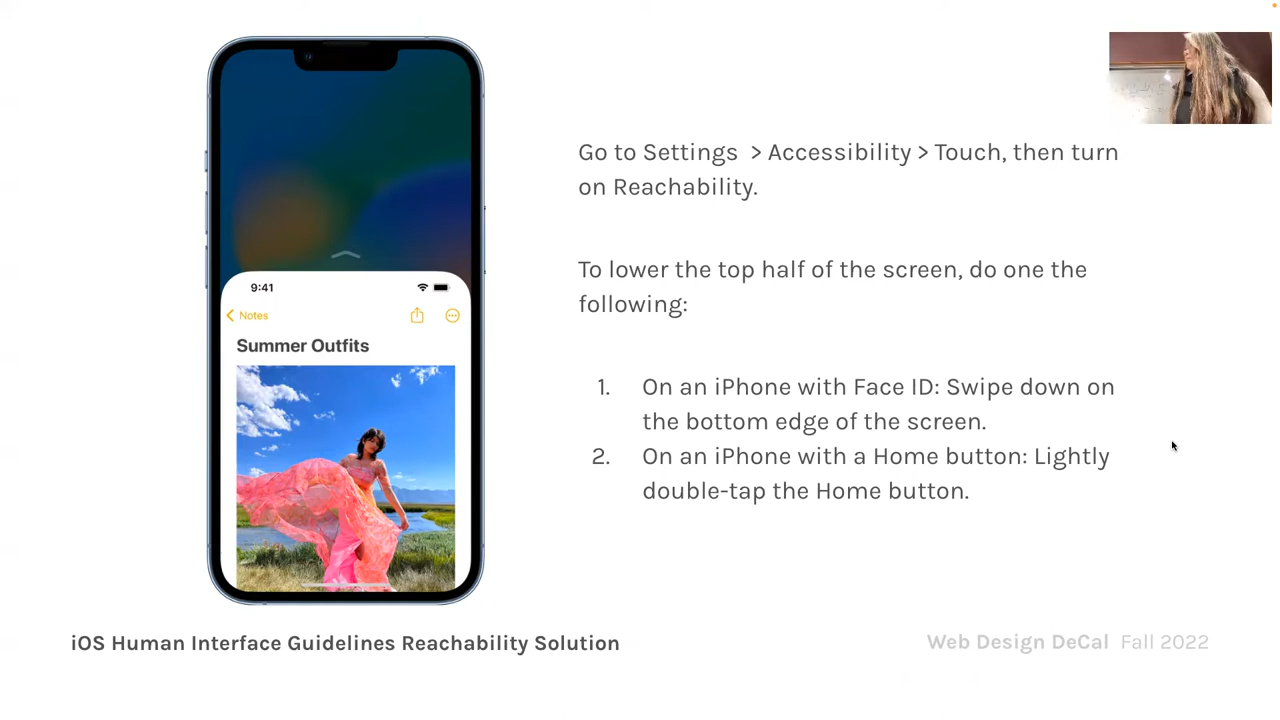 Go to Settings > Accessibility > Touch, then turn
on Reachability.
To lower the top half of the screen, do one the
following:
1. On an iPhone with Face ID: Swipe down on
the bottom edge of the screen.
2. On an iPhone with a Home button: Lightly
double-tap the Home button.
9:41
Notes
Summer Outfits
iOS Human Interface Guidelines Reachability Solution
Web Design DeCal Fall 2022